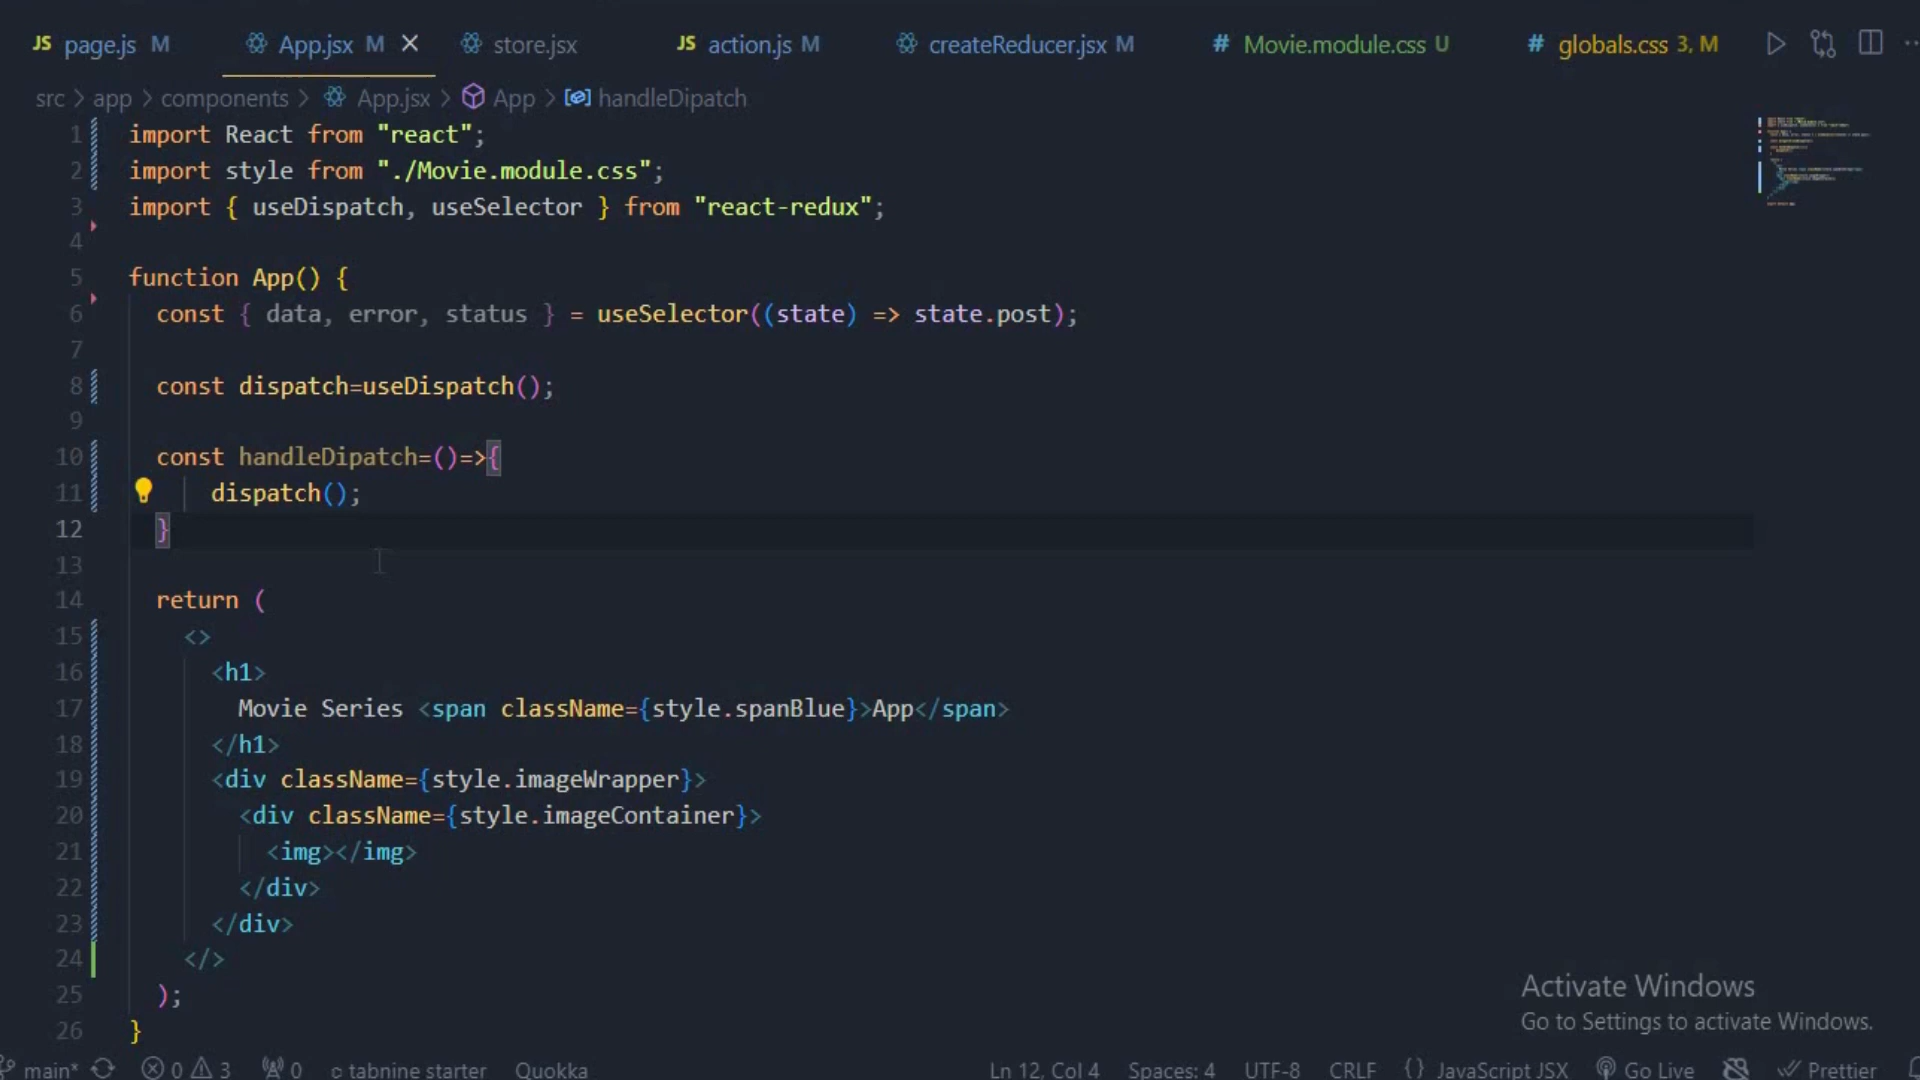 JS page.js M App.jsx M store.jsx JS action.js M createReducer.jsx M # Movie.module.css U # globals.css 3, M
src > app > components > App.jsx > App > handleDipatch
1 import React from "react";
2 import style from "./Movie.module.css";
3 import { useDispatch, useSelector } from "react-redux";
4
5 function App() {
6 const { data, error, status } = useSelector((state) => state.post);
7
8 const dispatch=useDispatch();
9
10 const handleDipatch=()=>{
11 dispatch();
12 }
13
14 return (
15 <>
16 <h1>
17 Movie Series <span className={style.spanBlue}>App</span>
18 </h1>
19 <div className={style.imageWrapper}>
20 <div className={style.imageContainer}>
21 <img></img>
22 </div>
23 </div>
24 </>
25 );
26 }
Activate Windows
Go to Settings to activate Windows.
main* 0 3 0 tabnine starter Quokka Ln 12, Col 4 Spaces: 4 UTF-8 CRLF {} JavaScript JSX Go Live Prettier